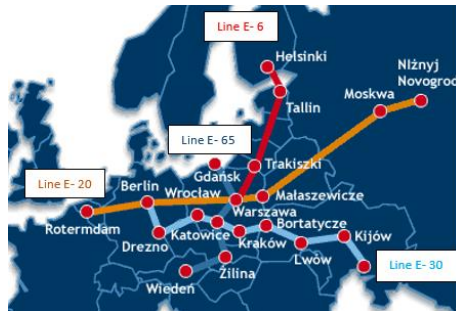 Line E- 6
Helsinki
NIżnyj
Novogrod
Moskwa
Tallin
Line E- 65
Trakiszki
Gdańsk
Line E- 20
Berlin
Wrocław
Małaszewicze
Warszawa
Rotermdam
Bortatycze
Kijów
Drezno
Katowice
Kraków
Lwów
Line E- 30
Żilina
Wiedeń